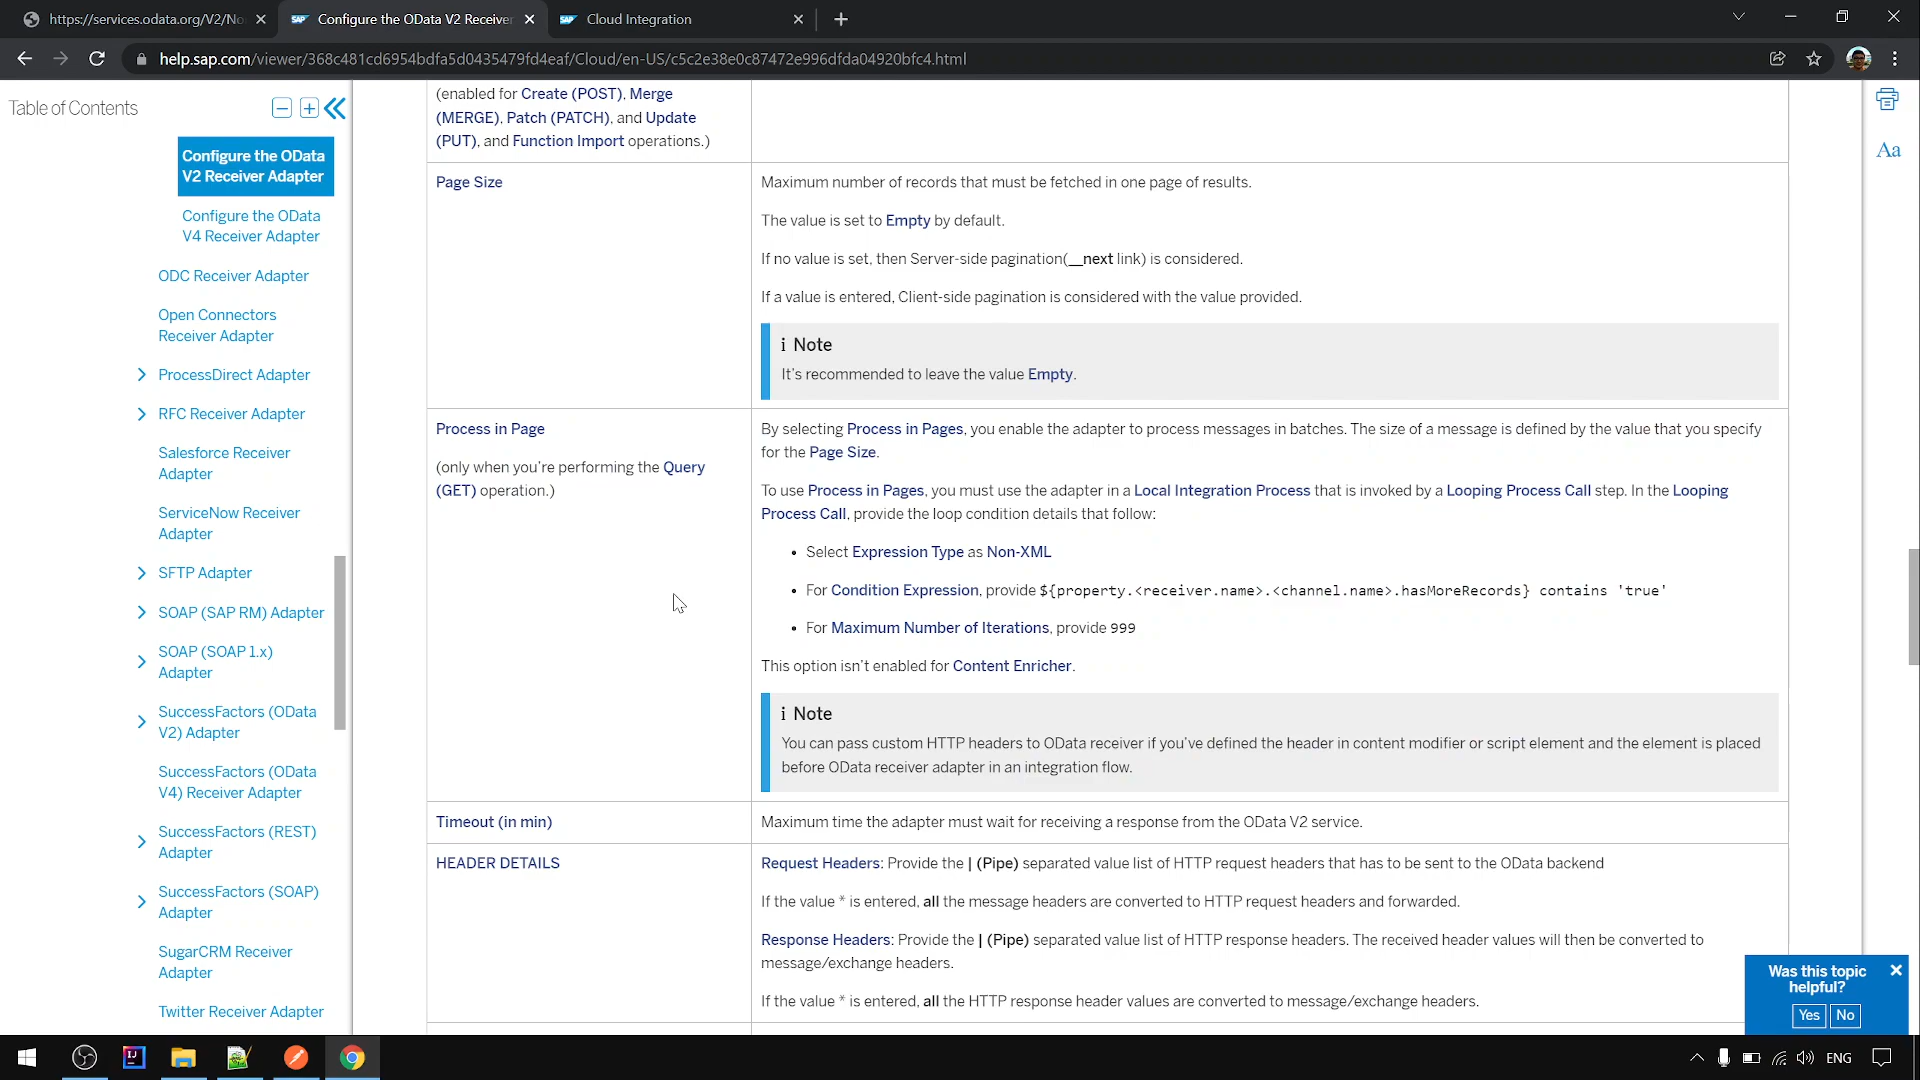 https://services.odata.org/V2/No
Configure the OData V2 Receiver
Cloud Integration
help.sap.com/viewer/368c481cd6954bdfa5d0435479fd4eaf/Cloud/en-US/c5c2e38e0c87472e996dfda04920bfc4.html
Table of Contents
Configure the OData
V2 Receiver Adapter
Configure the OData
V4 Receiver Adapter
ODC Receiver Adapter
Open Connectors
Receiver Adapter
ProcessDirect Adapter
RFC Receiver Adapter
Salesforce Receiver
Adapter
ServiceNow Receiver
Adapter
SFTP Adapter
SOAP (SAP RM) Adapter
SOAP (SOAP 1.x)
Adapter
SuccessFactors (OData
V2) Adapter
SuccessFactors (OData
V4) Receiver Adapter
SuccessFactors (REST)
Adapter
SuccessFactors (SOAP)
Adapter
SugarCRM Receiver
Adapter
Twitter Receiver Adapter
(enabled for Create (POST), Merge
(MERGE), Patch (PATCH), and Update
(PUT), and Function Import operations.)
Page Size
Maximum number of records that must be fetched in one page of results.
The value is set to Empty by default.
If no value is set, then Server-side pagination(__next link) is considered.
If a value is entered, Client-side pagination is considered with the value provided.
i Note
It's recommended to leave the value Empty.
Process in Page
(only when you're performing the Query
(GET) operation.)
By selecting Process in Pages, you enable the adapter to process messages in batches. The size of a message is defined by the value that you specify
for the Page Size.
To use Process in Pages, you must use the adapter in a Local Integration Process that is invoked by a Looping Process Call step. In the Looping
Process Call, provide the loop condition details that follow:
• Select Expression Type as Non-XML
• For Condition Expression, provide ${property.<receiver.name>.<channel.name>.hasMoreRecords} contains 'true'
• For Maximum Number of Iterations, provide 999
This option isn't enabled for Content Enricher.
i Note
You can pass custom HTTP headers to OData receiver if you've defined the header in content modifier or script element and the element is placed
before OData receiver adapter in an integration flow.
Timeout (in min)
Maximum time the adapter must wait for receiving a response from the OData V2 service.
HEADER DETAILS
Request Headers: Provide the | (Pipe) separated value list of HTTP request headers that has to be sent to the OData backend
If the value * is entered, all the message headers are converted to HTTP request headers and forwarded.
Response Headers: Provide the | (Pipe) separated value list of HTTP response headers. The received header values will then be converted to
message/exchange headers.
If the value * is entered, all the HTTP response header values are converted to message/exchange headers.
Aa
Was this topic
helpful?
Yes No
ENG